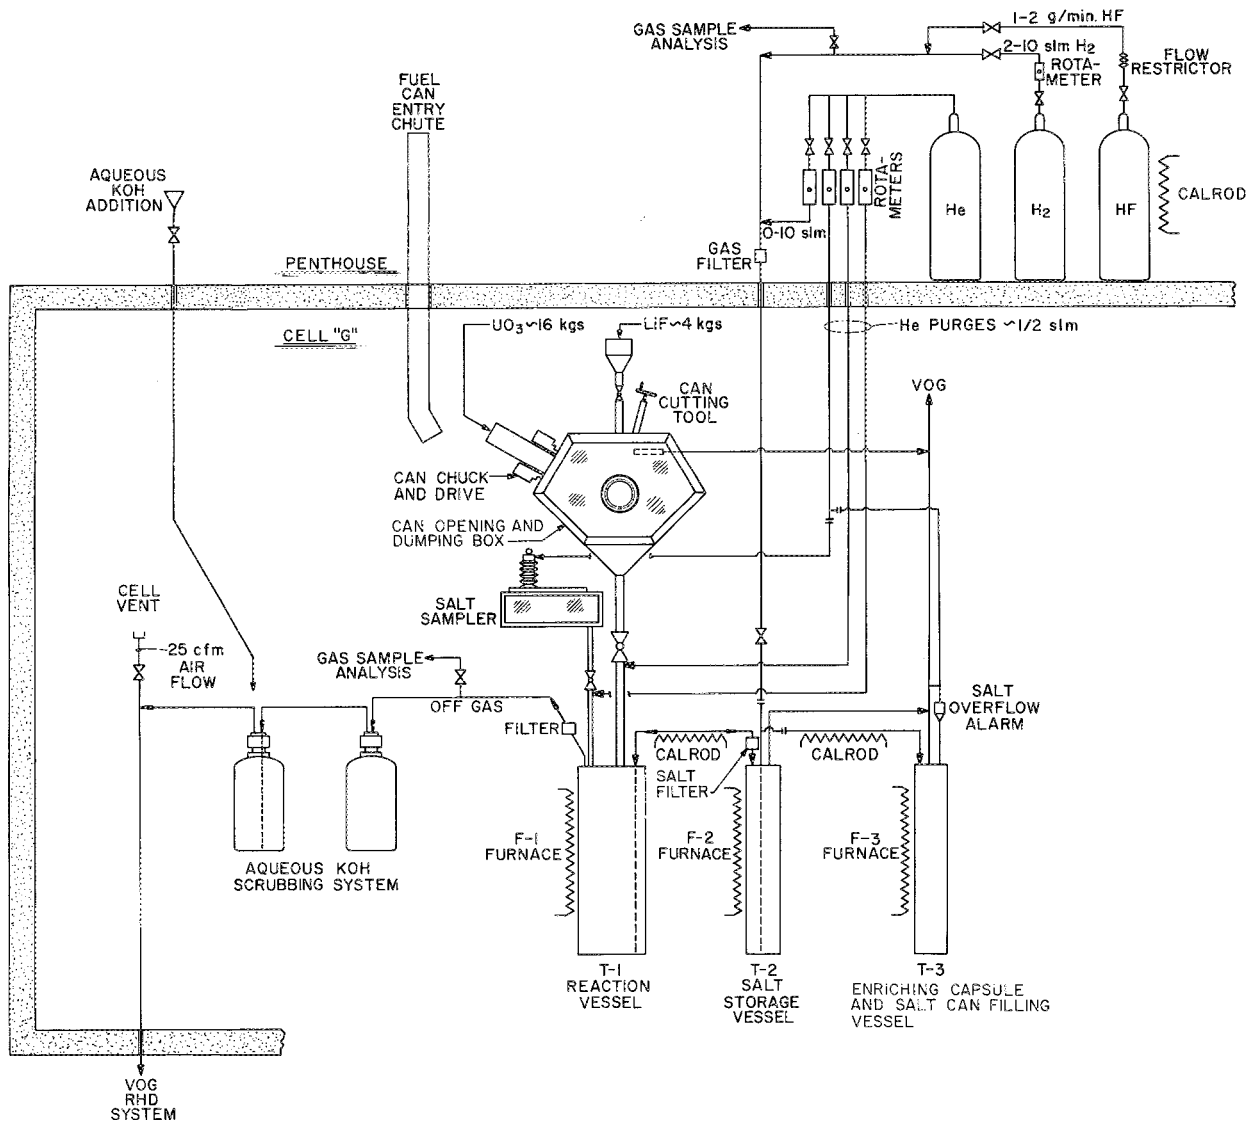 GAS SAMPLE
ANALYSIS
1-2 g/min. HF
2-10 slm H2
ROTA-
METER
FLOW
RESTRICTOR
FUEL
CAN
ENTRY
CHUTE
AQUEOUS
KOH
ADDITION
ROTA-
METERS
He
H2
HF
CALROD
0-10 slm
GAS
FILTER
PENTHOUSE
CELL "G"
UO3~16 kgs
LiF~4 kgs
He PURGES ~1/2 slm
CAN
CUTTING
TOOL
VOG
CAN CHUCK
AND DRIVE
CAN OPENING AND
DUMPING BOX
CELL
VENT
SALT
SAMPLER
~25 cfm
AIR
FLOW
GAS SAMPLE
ANALYSIS
OFF GAS
FILTER
SALT
OVERFLOW
ALARM
CALROD
CALROD
SALT
FILTER
F-1
FURNACE
F-2
FURNACE
F-3
FURNACE
AQUEOUS KOH
SCRUBBING SYSTEM
T-1
REACTION
VESSEL
T-2
SALT
STORAGE
VESSEL
T-3
ENRICHING CAPSULE
AND SALT CAN FILLING
VESSEL
VOG
RHD
SYSTEM